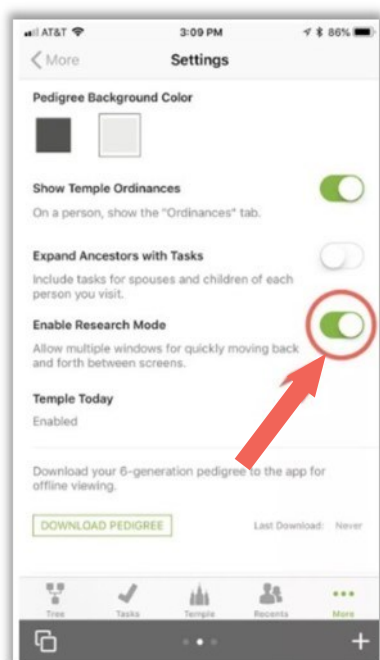 AT&T 3:09 PM 86%
More Settings
Pedigree Background Color
Show Temple Ordinances
On a person, show the "Ordinances" tab.
Expand Ancestors with Tasks
Include tasks for spouses and children of each
person you visit.
Enable Research Mode
Allow multiple windows for quickly moving back
and forth between screens.
Temple Today
Enabled
Download your 6-generation pedigree to the app for
offline viewing.
DOWNLOAD PEDIGREE Last Download: Never
Tree Tasks Temple Recents More